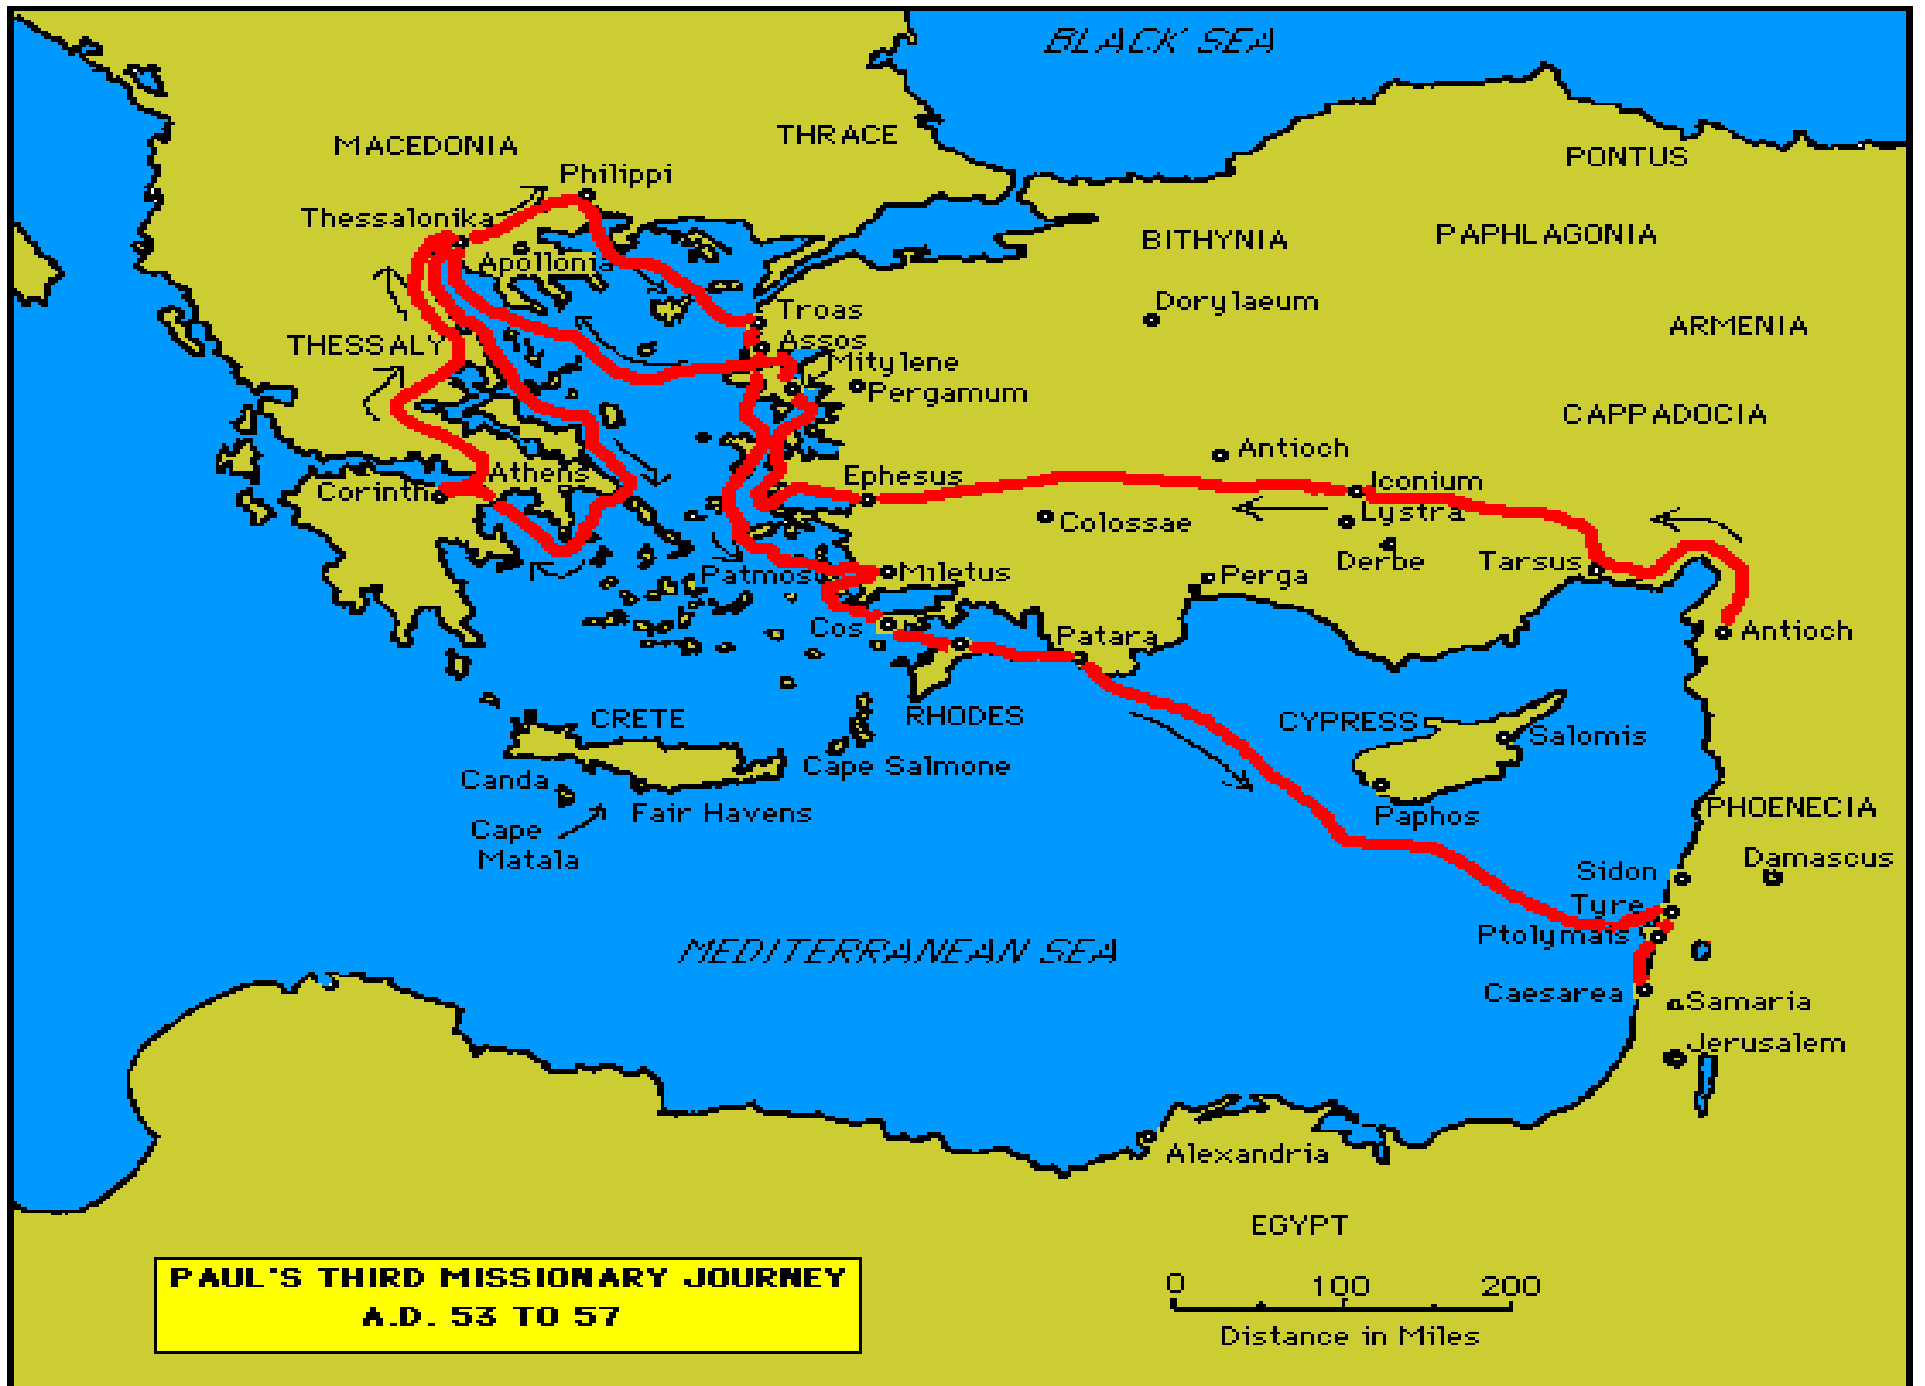 BLACK SEA
THRACE
MACEDONIA
PONTUS
Philippi
Thessalonika
PAPHLAGONIA
BITHYNIA
Apollonia
Dorylaeum
Troas
ARMENIA
Assos
THESSALY
Mitylene
Pergamum
CAPPADOCIA
Antioch
Athens
Ephesus
Iconium
Corinth
Lystra
Colossae
Derbe
Tarsus
Patmos
Miletus
Perga
Cos
Patara
Antioch
CRETE
RHODES
CYPRESS
Salomis
Cape Salmone
Canda
Fair Havens
Paphos
PHOENECIA
Cape
Matala
Damascus
Sidon
Tyre
Ptolymais
MEDITERRANEAN SEA
Caesarea
Samaria
Jerusalem
Alexandria
EGYPT
PAUL'S THIRD MISSIONARY JOURNEY
A.D. 53 TO 57
0 100 200
Distance in Miles